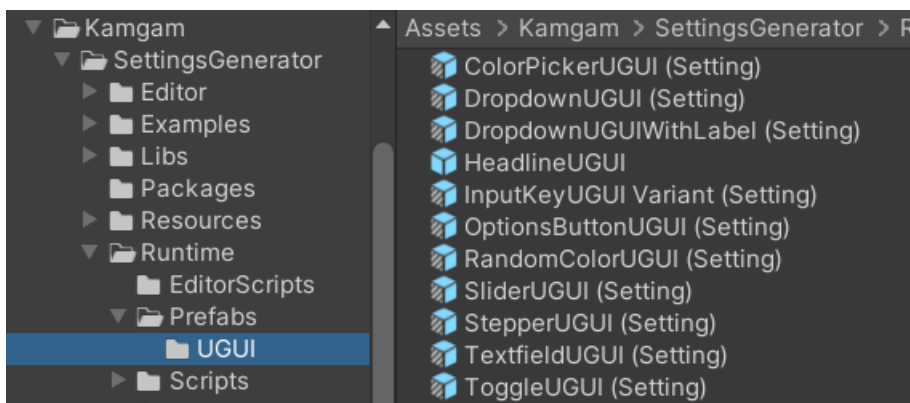 Kamgam
SettingsGenerator
Editor
Examples
Libs
Packages
Resources
Runtime
EditorScripts
Prefabs
UGUI
Scripts
Assets > Kamgam > SettingsGenerator > R
ColorPickerUGUI (Setting)
DropdownUGUI (Setting)
DropdownUGUIWithLabel (Setting)
HeadlineUGUI
InputKeyUGUI Variant (Setting)
OptionsButtonUGUI (Setting)
RandomColorUGUI (Setting)
SliderUGUI (Setting)
StepperUGUI (Setting)
TextfieldUGUI (Setting)
ToggleUGUI (Setting)